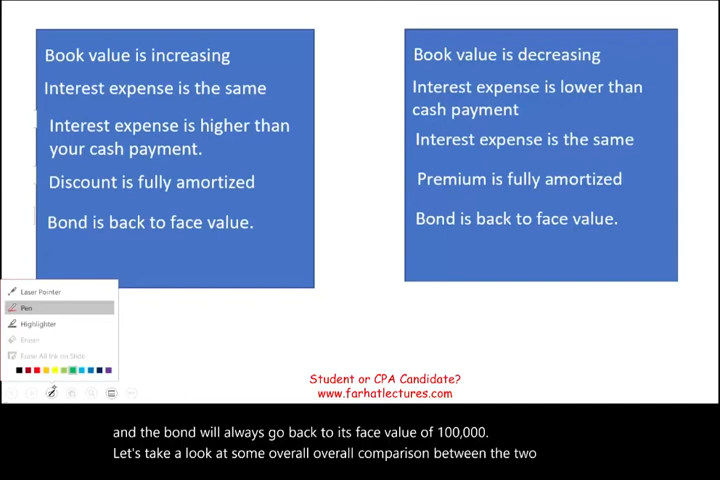 Book value is increasing
Interest expense is the same
Interest expense is higher than
your cash payment.
Discount is fully amortized
Bond is back to face value.
Book value is decreasing
Interest expense is lower than
cash payment
Interest expense is the same
Premium is fully amortized
Bond is back to face value.
Laser Pointer
Pen
Highlighter
Eraser
Erase All Ink on Slide
Student or CPA Candidate?
www.farhatlectures.com
and the bond will always go back to its face value of 100,000.
Let's take a look at some overall overall comparison between the two